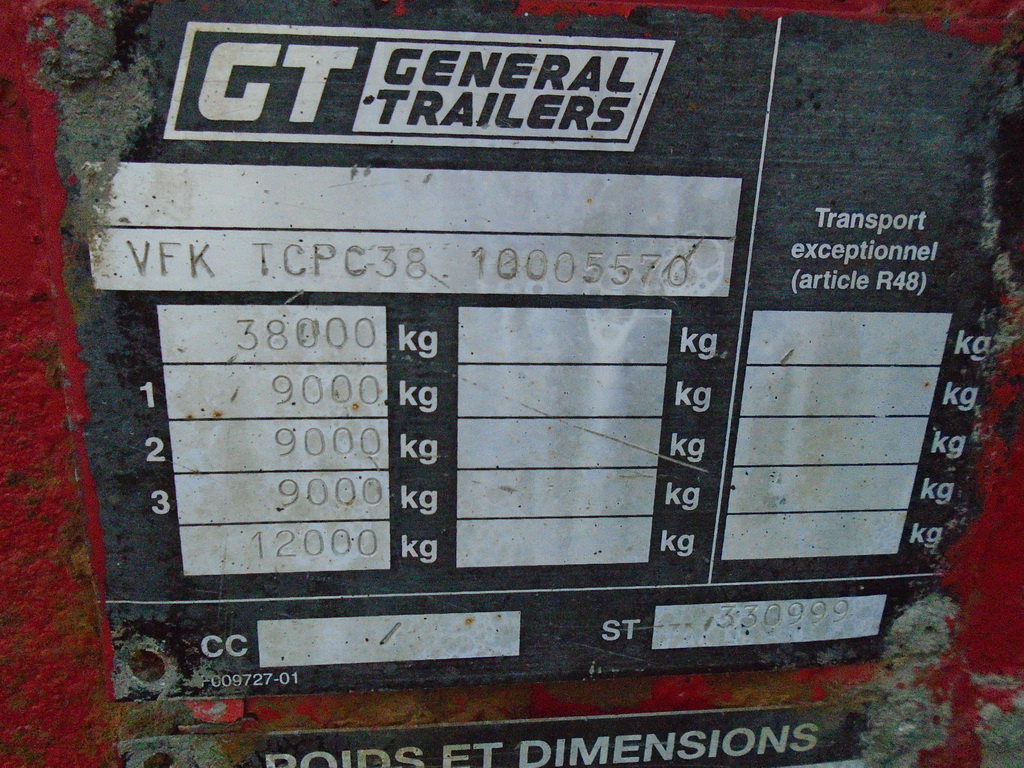 GT GENERAL
TRAILERS
VFK TCPC38 10005570
Transport
exceptionnel
(article R48)
38000 kg kg kg
1 9000 kg kg kg
2 9000 kg kg kg
3 9000 kg kg kg
12000 kg kg kg
CC / ST 330999
F009727-01
POIDS ET DIMENSIONS